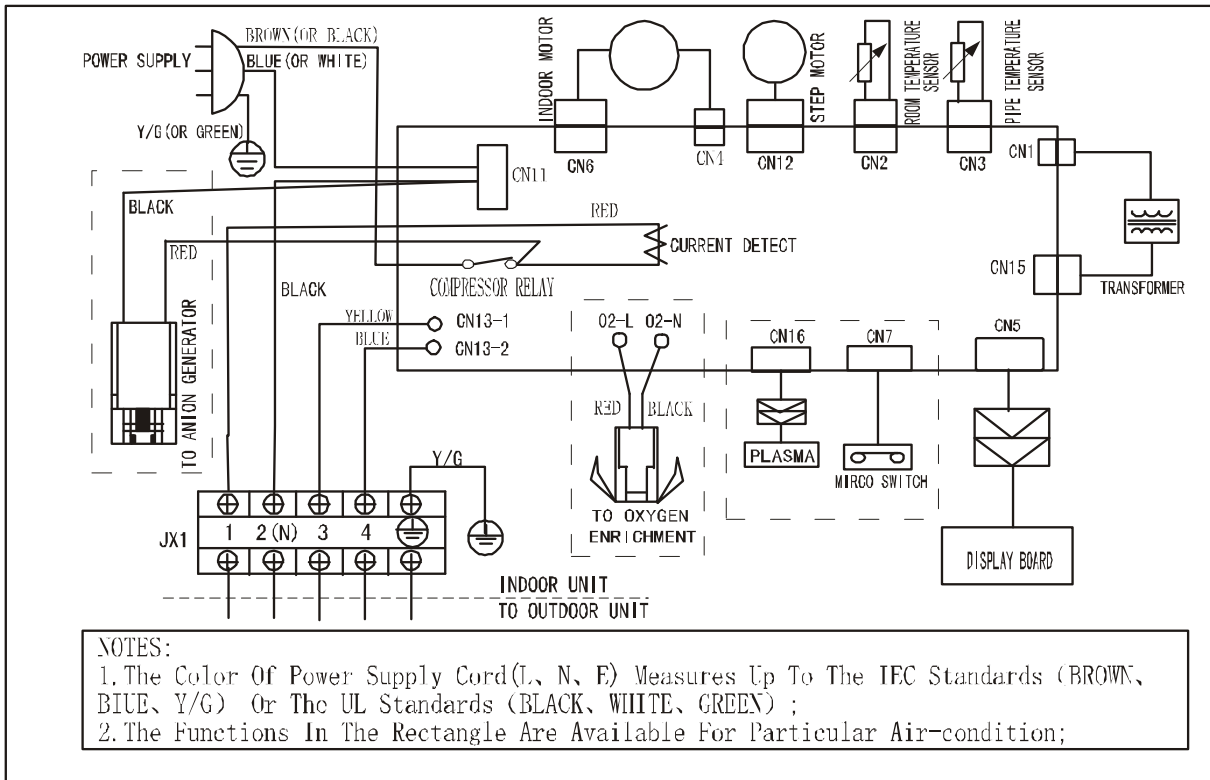 BROWN(OR BLACK)
POWER SUPPLY
BLUE(OR WHITE)
Y/G(OR GREEN)
INDOOR MOTOR
STEP MOTOR
ROOM TEMPERATURE
SENSOR
PIPE TEMPERATURE
SENSOR
CN6
CN4
CN12
CN2
CN3
CN1
CN11
BLACK
RED
RED
CURRENT DETECT
CN15
TRANSFORMER
COMPRESSOR RELAY
BLACK
YELLOW
CN13-1
BLUE
CN13-2
O2-L
O2-N
CN16
CN7
CN5
TO ANION GENERATOR
RED
BLACK
PLASMA
MIRCO SWITCH
Y/G
TO OXYGEN
ENRICHMENT
JX1
1
2(N)
3
4
DISPLAY BOARD
INDOOR UNIT
TO OUTDOOR UNIT
NOTES:
1.The Color Of Power Supply Cord(L、N、E) Measures Up To The IEC Standards (BROWN、
BIUE、Y/G) Or The UL Standards (BLACK、WHITE、GREEN) ;
2.The Functions In The Rectangle Are Available For Particular Air-condition;